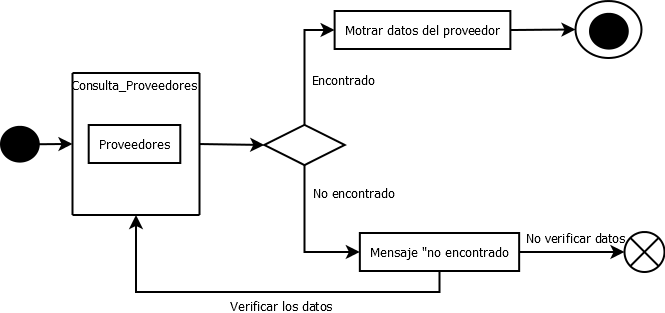 Motrar datos del proveedor
Encontrado
Consulta_Proveedores
Proveedores
No encontrado
Mensaje "no encontrado
No verificar datos
Verificar los datos